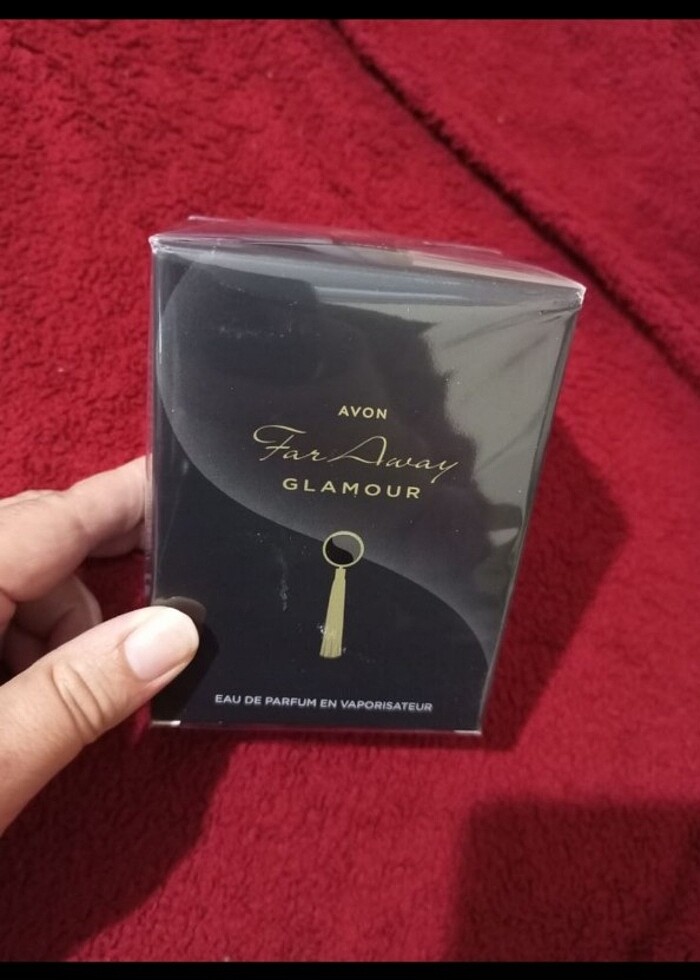 AVON
Far Away
GLAMOUR
EAU DE PARFUM EN VAPORISATEUR